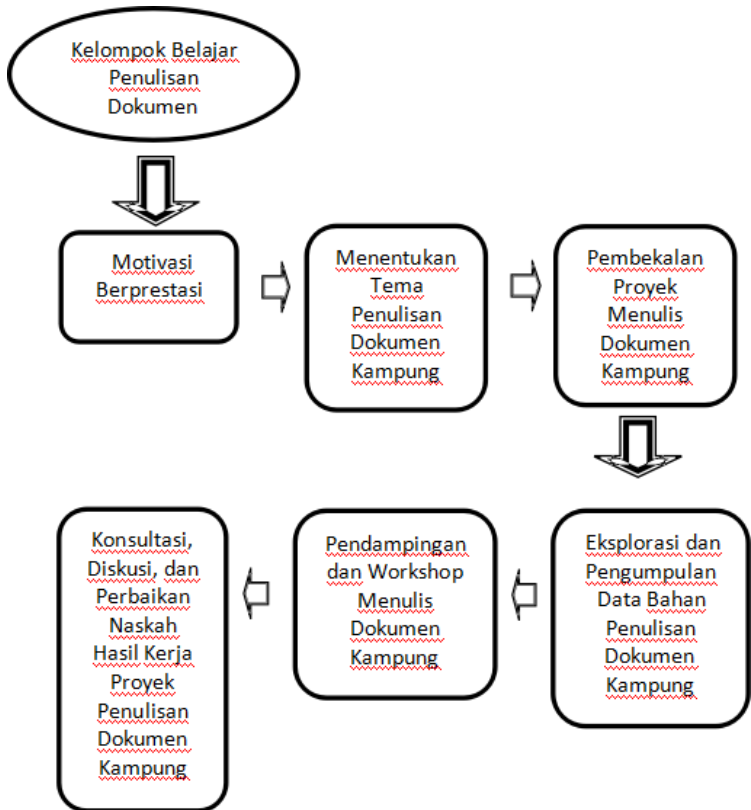 Kelompok Belajar
Penulisan
Dokumen
Motivasi
Berprestasi
Menentukan
Tema
Penulisan
Dokumen
Kampung
Pembekalan
Proyek
Menulis
Dokumen
Kampung
Eksplorasi dan
Pengumpulan
Data Bahan
Penulisan
Dokumen
Kampung
Pendampingan
dan Workshop
Menulis
Dokumen
Kampung
Konsultasi,
Diskusi, dan
Perbaikan
Naskah
Hasil Kerja
Proyek
Penulisan
Dokumen
Kampung